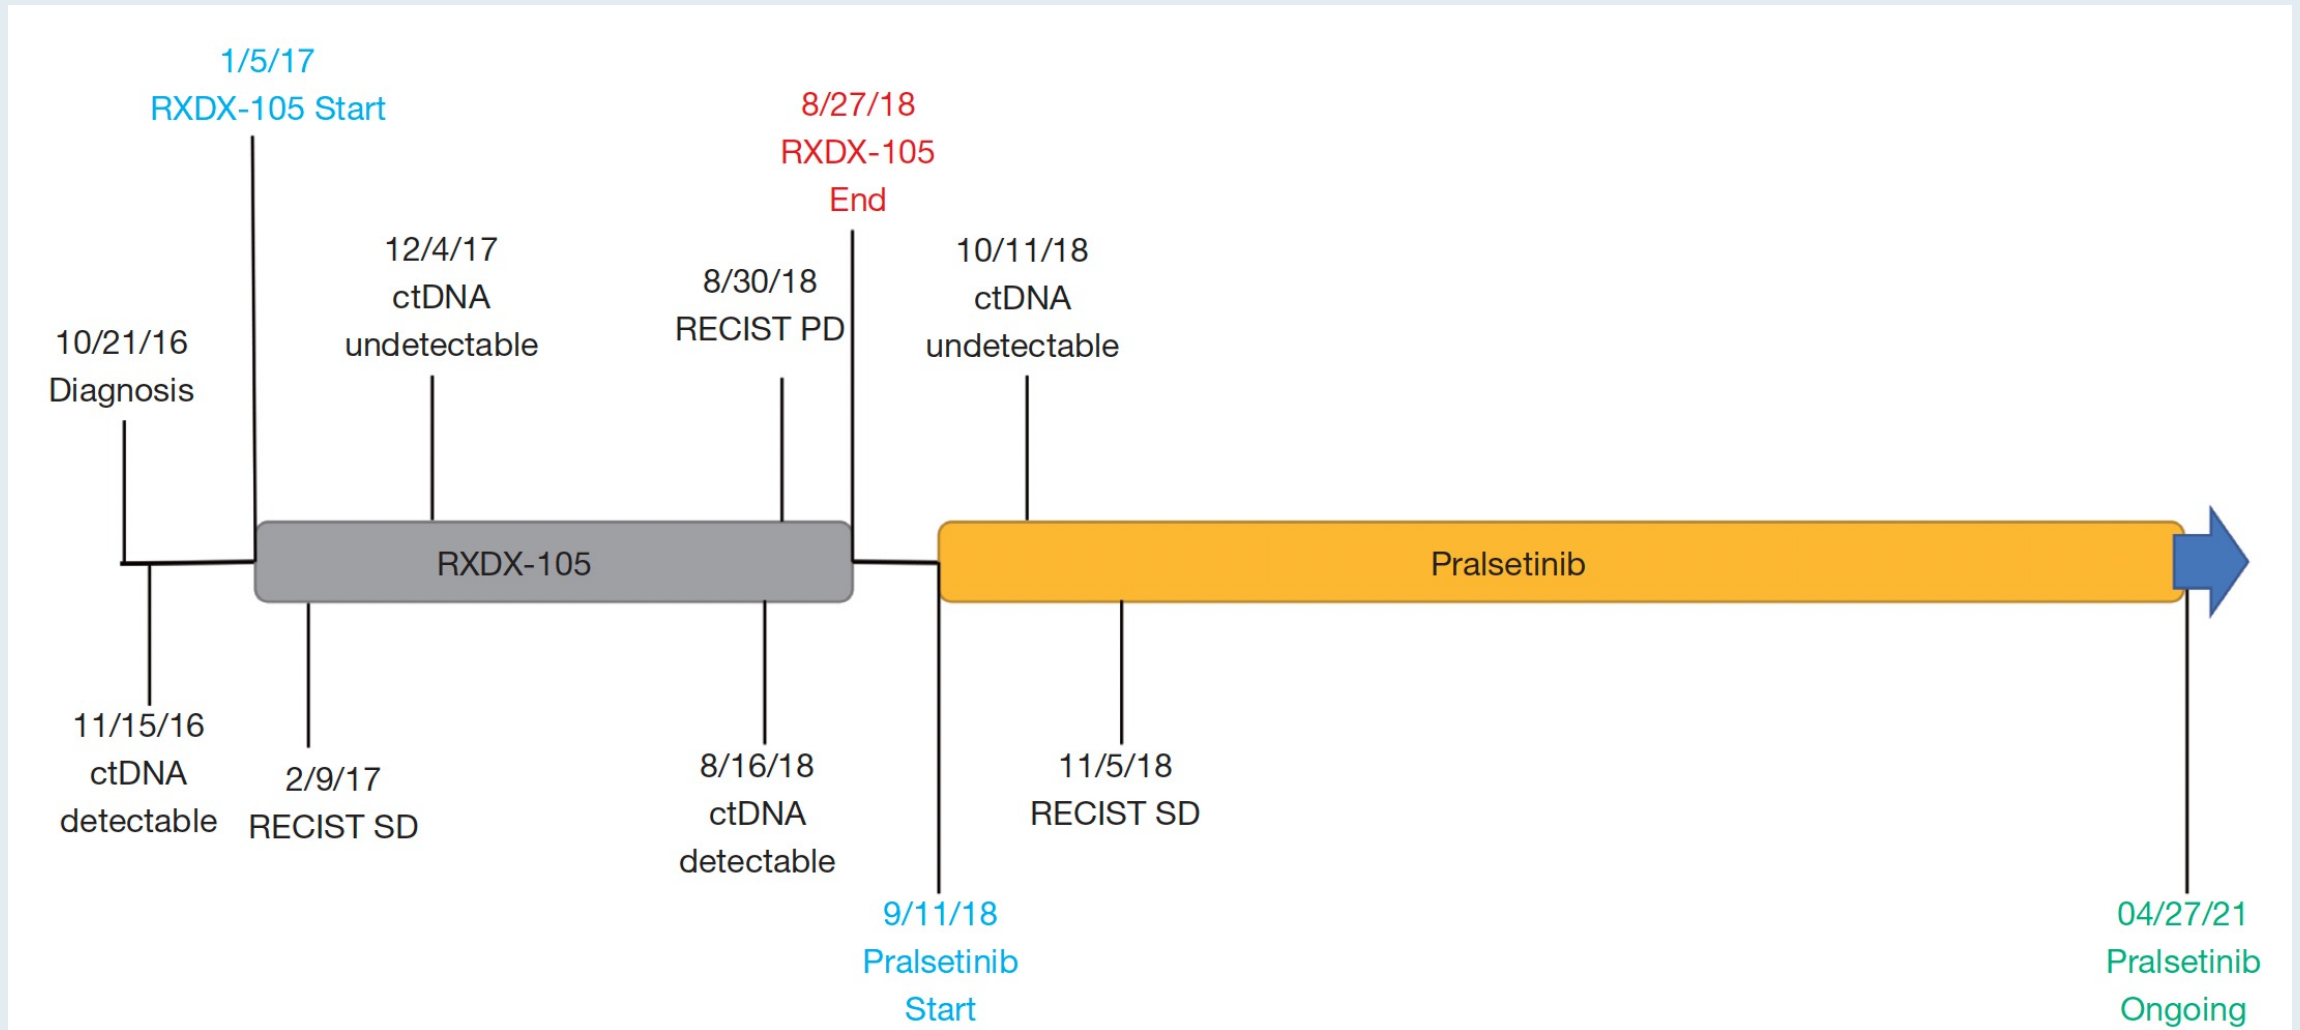 1/5/17
RXDX-105 Start
8/27/18
RXDX-105
End
12/4/17
ctDNA
undetectable
8/30/18
RECIST PD
10/11/18
ctDNA
undetectable
10/21/16
Diagnosis
RXDX-105
Pralsetinib
11/15/16
ctDNA
detectable
2/9/17
RECIST SD
8/16/18
ctDNA
detectable
11/5/18
RECIST SD
9/11/18
Pralsetinib
Start
04/27/21
Pralsetinib
Ongoing